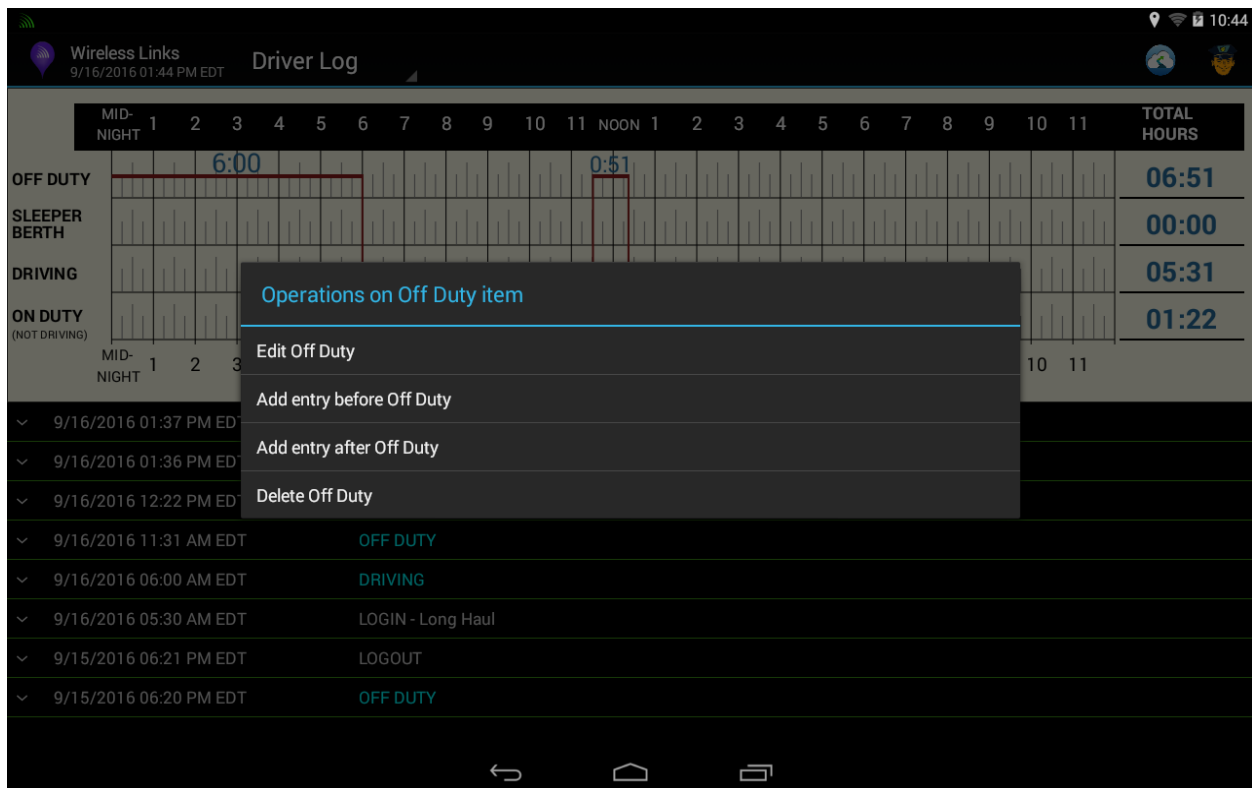 10:44
Wireless Links
9/16/2016 01:44 PM EDT
Driver Log
MID-NIGHT 1 2 3 4 5 6 7 8 9 10 11 NOON 1 2 3 4 5 6 7 8 9 10 11
TOTAL HOURS
6:00
0:51
OFF DUTY
06:51
SLEEPER BERTH
00:00
DRIVING
05:31
ON DUTY
(NOT DRIVING)
01:22
MID-NIGHT 1 2 3 10 11
Operations on Off Duty item
Edit Off Duty
Add entry before Off Duty
Add entry after Off Duty
Delete Off Duty
9/16/2016 01:37 PM ED
9/16/2016 01:36 PM ED
9/16/2016 12:22 PM ED
9/16/2016 11:31 AM EDT OFF DUTY
9/16/2016 06:00 AM EDT DRIVING
9/16/2016 05:30 AM EDT LOGIN - Long Haul
9/15/2016 06:21 PM EDT LOGOUT
9/15/2016 06:20 PM EDT OFF DUTY